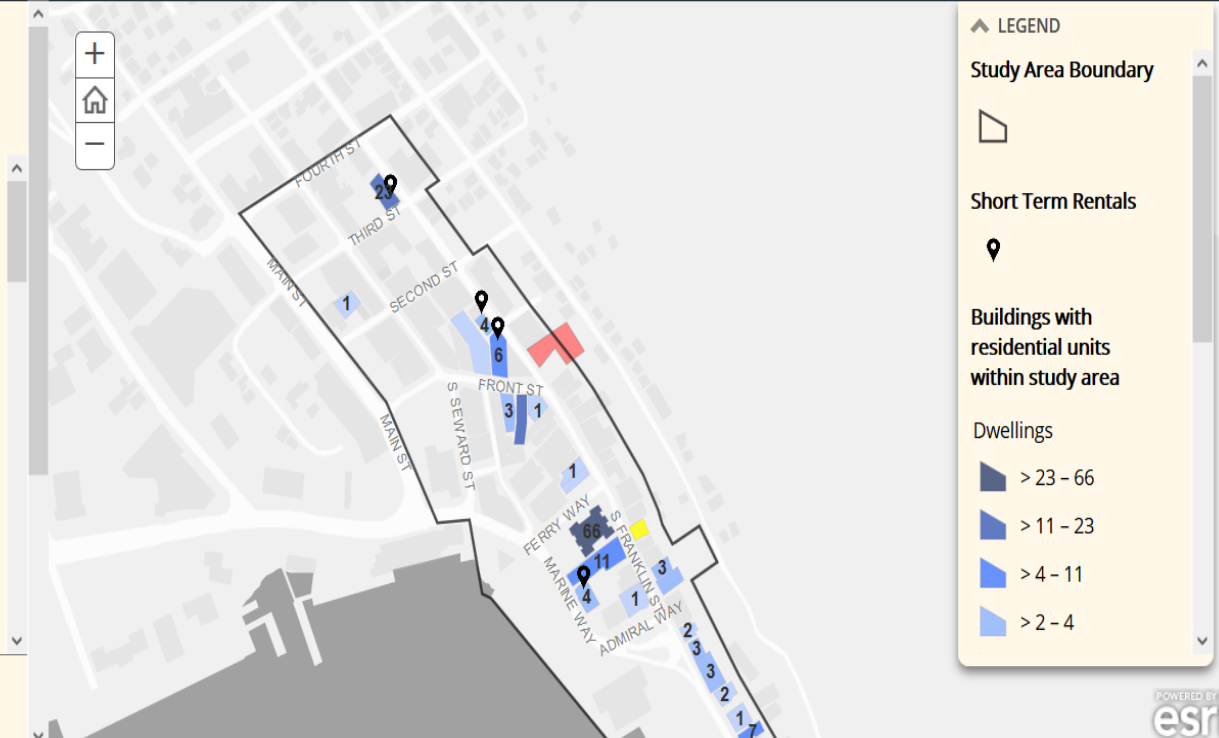 LEGEND
Study Area Boundary
Short Term Rentals
Buildings with
residential units
within study area
Dwellings
> 23 – 66
> 11 – 23
> 4 – 11
> 2 – 4
FOURTH ST
23
THIRD ST
MAIN ST
SECOND ST
1
4
6
FRONT ST
S SEWARD ST
3
1
MAIN ST
1
FERRY WAY
66
S FRANKLIN ST
11
MARINE WAY
4
3
1
ADMIRAL WAY
2
3
3
2
1
7
POWERED BY
esri